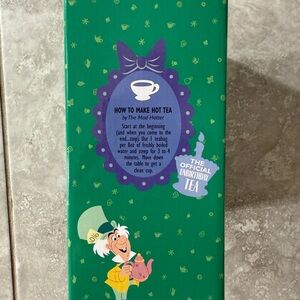 HOW TO MAKE HOT TEA
by The Mad Hatter
Start at the beginning
(and when you come to the
end...stop). Use 1 teabag
per 8oz of freshly boiled
water and steep for 3 to 4
minutes. Move down
the table to get a
clean cup.
THE
OFFICIAL
UNBIRTHDAY
TEA